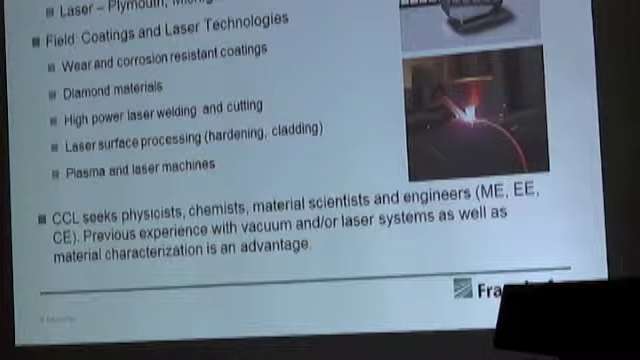 Laser – Plymouth,
Field: Coatings and Laser Technologies
Wear and corrosion resistant coatings
Diamond materials
High power laser welding and cutting
Laser surface processing (hardening, cladding)
Plasma and laser machines
CCL seeks physicists, chemists, material scientists and engineers (ME, EE,
CE). Previous experience with vacuum and/or laser systems as well as
material characterization is an advantage.